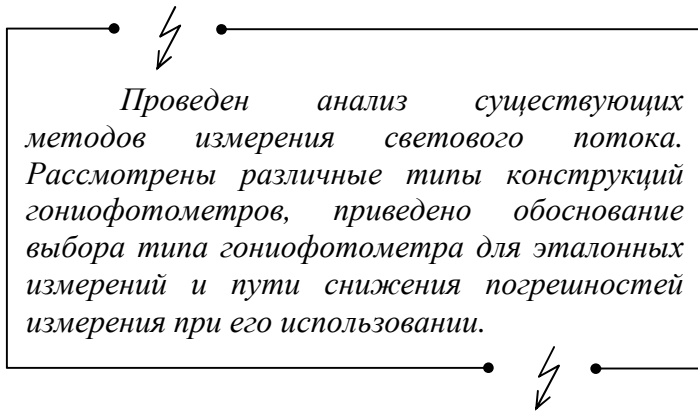 Проведен анализ существующих
методов измерения светового потока.
Рассмотрены различные типы конструкций
гониофотометров, приведено обоснование
выбора типа гониофотометра для эталонных
измерений и пути снижения погрешностей
измерения при его использовании.